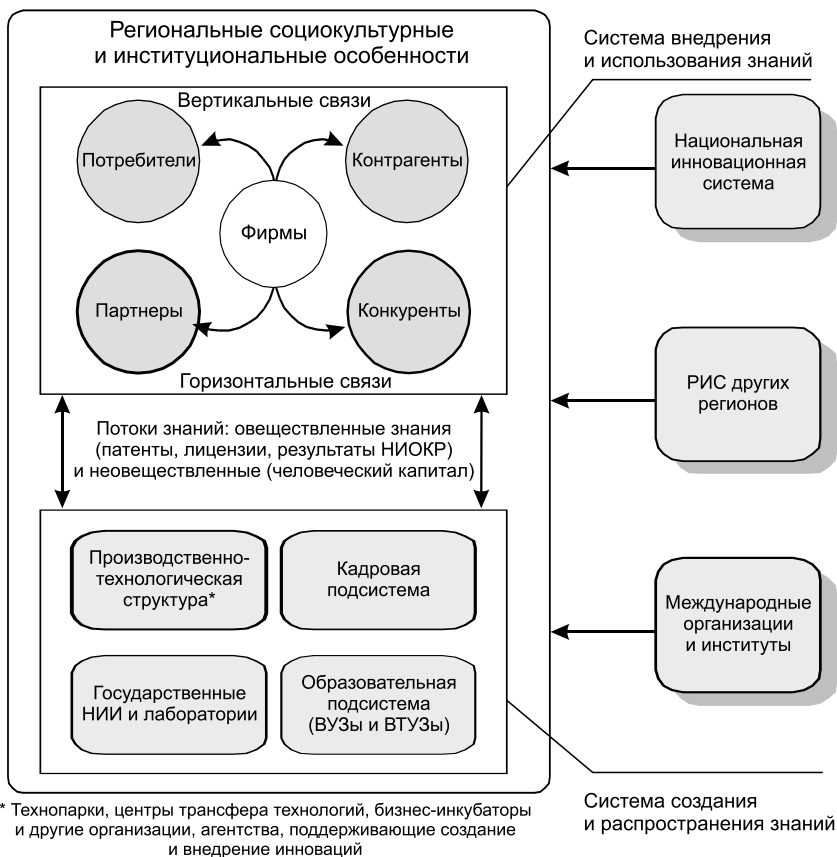 Региональные социокультурные
и институциональные особенности
Система внедрения
и использования знаний
Вертикальные связи
Потребители
Контрагенты
Фирмы
Партнеры
Конкуренты
Горизонтальные связи
Национальная
инновационная
система
РИС других
регионов
Международные
организации
и институты
Потоки знаний: овеществленные знания
(патенты, лицензии, результаты НИОКР)
и неовеществленные (человеческий капитал)
Производственно-
технологическая
структура*
Кадровая
подсистема
Государственные
НИИ и лаборатории
Образовательная
подсистема
(ВУЗы и ВТУЗы)
Система создания
и распространения знаний
* Технопарки, центры трансфера технологий, бизнес-инкубаторы
и другие организации, агентства, поддерживающие создание
и внедрение инноваций